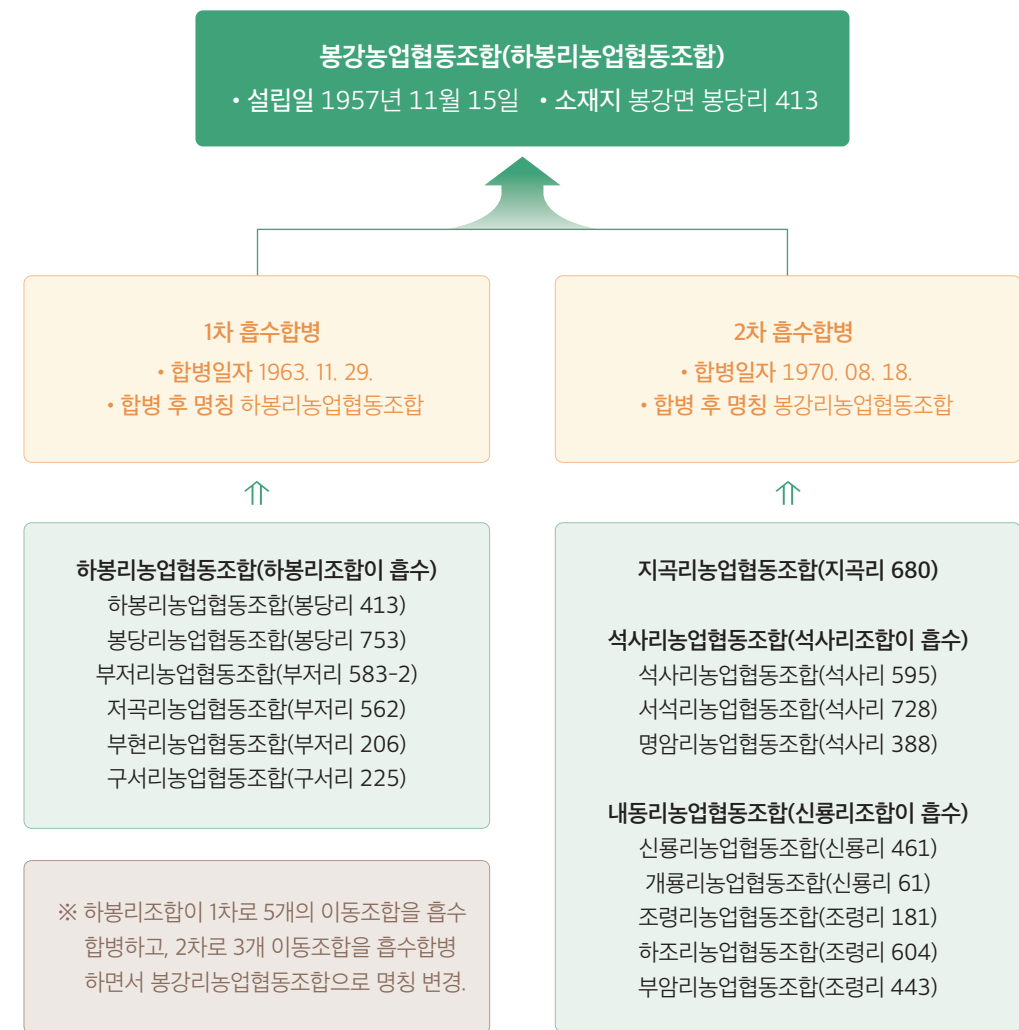 봉강농업협동조합(하봉리농업협동조합)
• 설립일 1957년 11월 15일 • 소재지 봉강면 봉당리 413
1차 흡수합병
• 합병일자 1963. 11. 29.
• 합병 후 명칭 하봉리농업협동조합
2차 흡수합병
• 합병일자 1970. 08. 18.
• 합병 후 명칭 봉강리농업협동조합
하봉리농업협동조합(하봉리조합이 흡수)
하봉리농업협동조합(봉당리 413)
봉당리농업협동조합(봉당리 753)
부저리농업협동조합(부저리 583-2)
저곡리농업협동조합(부저리 562)
부현리농업협동조합(부저리 206)
구서리농업협동조합(구서리 225)
※ 하봉리조합이 1차로 5개의 이동조합을 흡수
합병하고, 2차로 3개 이동조합을 흡수합병
하면서 봉강리농업협동조합으로 명칭 변경.
지곡리농업협동조합(지곡리 680)
석사리농업협동조합(석사리조합이 흡수)
석사리농업협동조합(석사리 595)
서석리농업협동조합(석사리 728)
명암리농업협동조합(석사리 388)
내동리농업협동조합(신룡리조합이 흡수)
신룡리농업협동조합(신룡리 461)
개룡리농업협동조합(신룡리 61)
조령리농업협동조합(조령리 181)
하조리농업협동조합(조령리 604)
부암리농업협동조합(조령리 443)